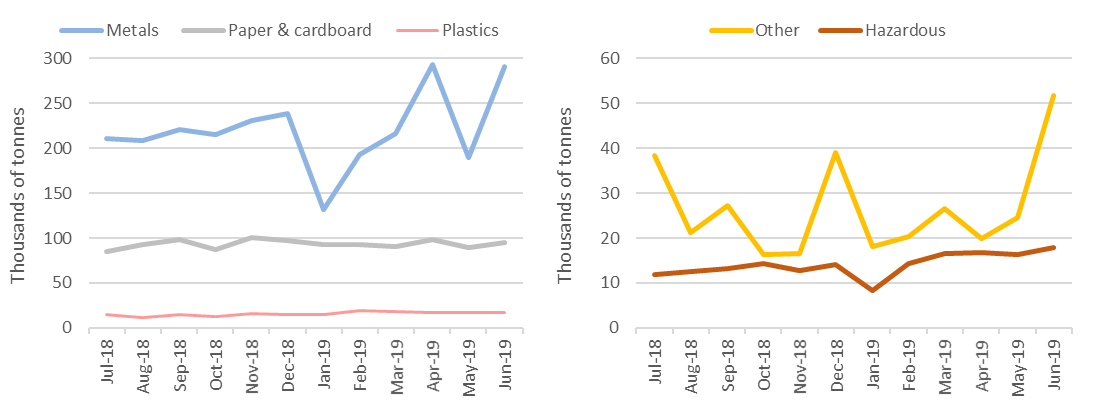 Metals Paper & cardboard Plastics
Thousands of tonnes
300
250
200
150
100
50
0
Jul-18 Aug-18 Sep-18 Oct-18 Nov-18 Dec-18 Jan-19 Feb-19 Mar-19 Apr-19 May-19 Jun-19
Other Hazardous
Thousands of tonnes
60
50
40
30
20
10
0
Jul-18 Aug-18 Sep-18 Oct-18 Nov-18 Dec-18 Jan-19 Feb-19 Mar-19 Apr-19 May-19 Jun-19